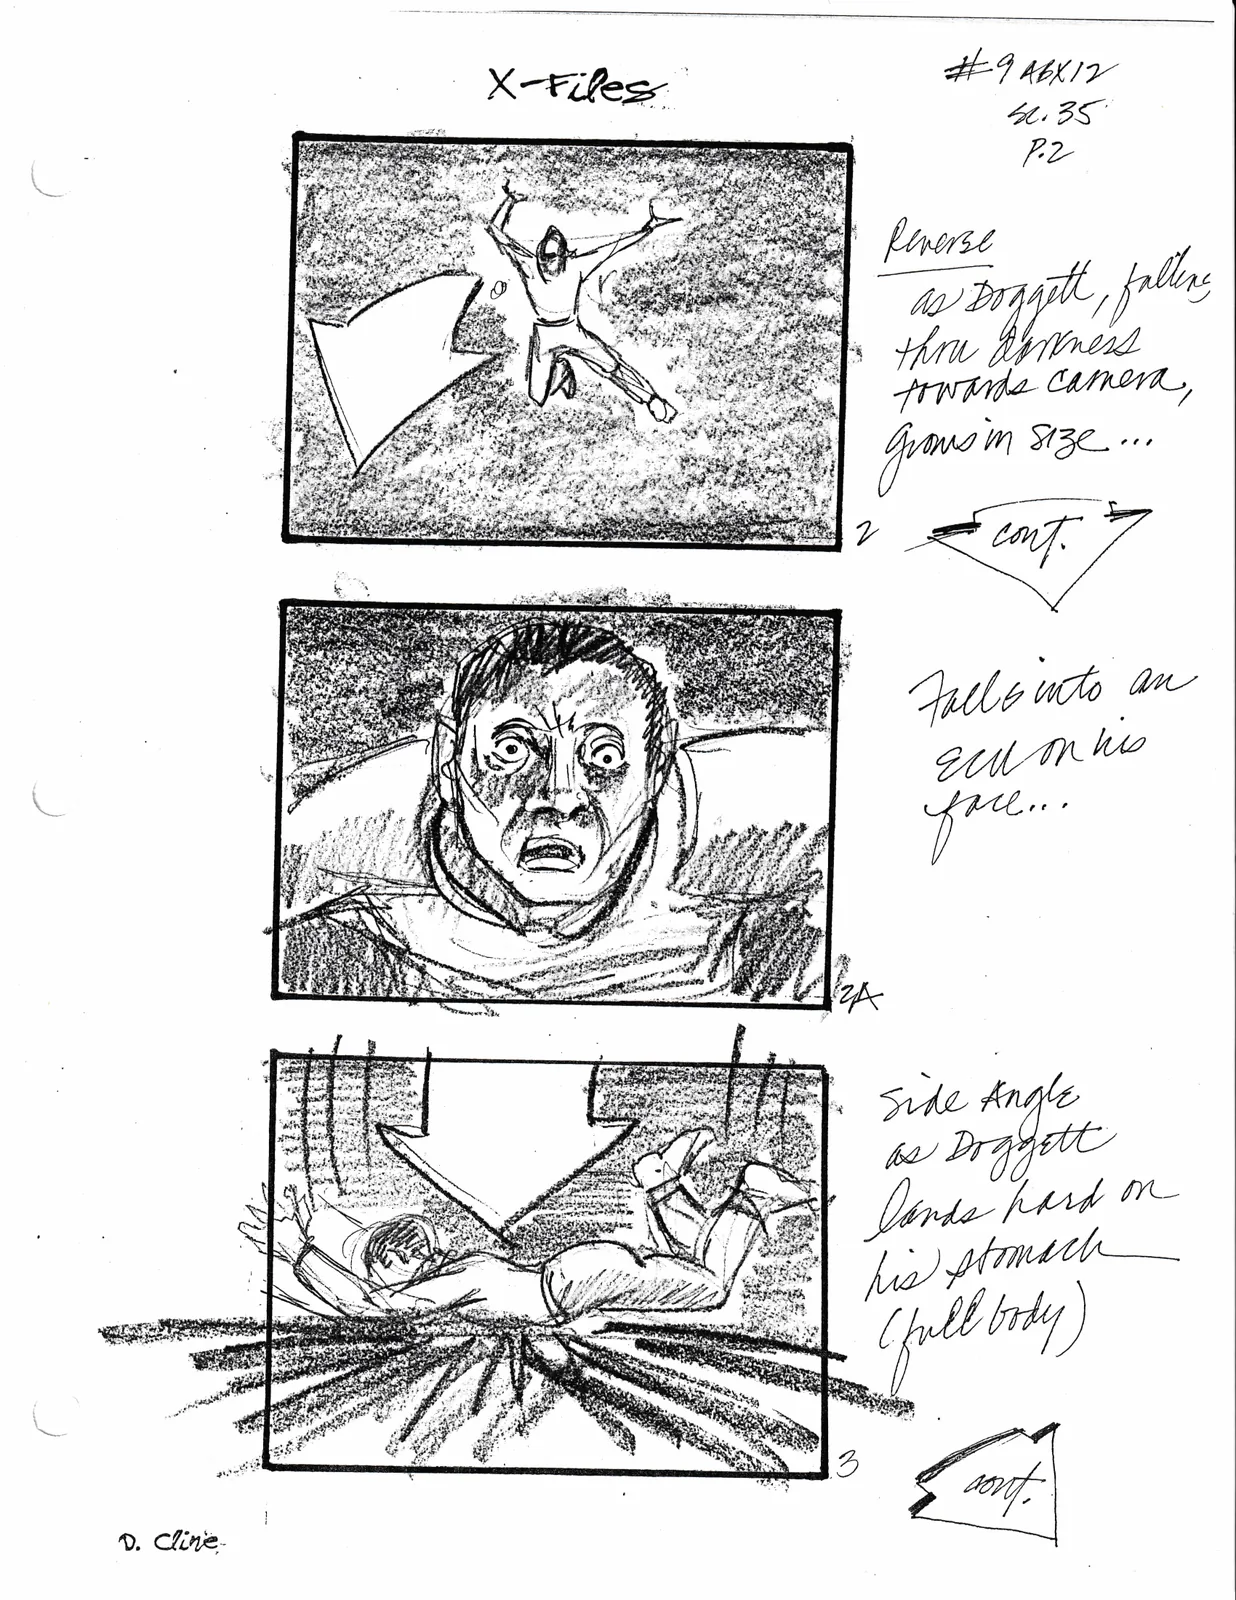 X-Files
#9ABX12
Sc. 35
P.2
Reverse
as Doggett, falling
thru darkness
towards camera,
grows in size...
2
cont.
Falls into an
ECU on his
face...
2A
Side Angle
as Doggett
lands hard on
his stomach
(full body)
3
cont.
D. Cline